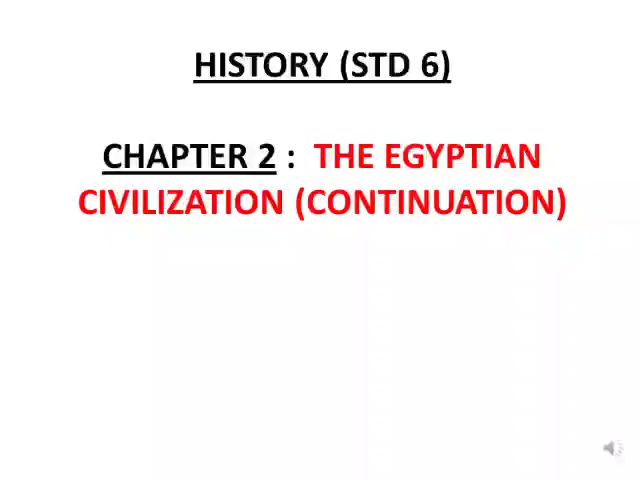 HISTORY (STD 6)
CHAPTER 2 : THE EGYPTIAN
CIVILIZATION (CONTINUATION)